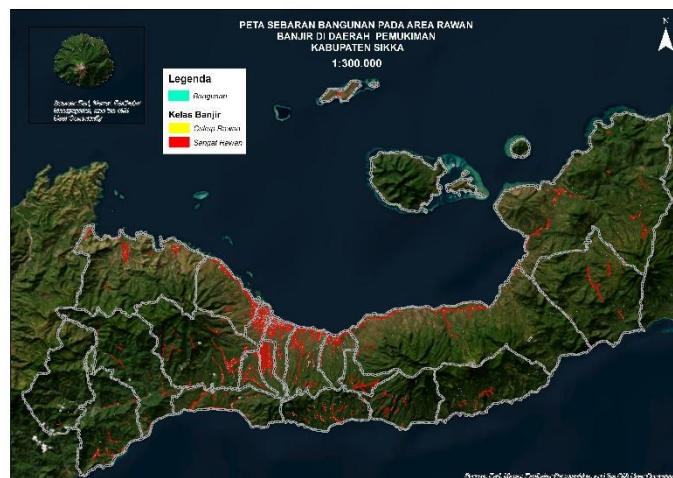 PETA SEBARAN BANGUNAN PADA AREA RAWAN
BANJIR DI DAERAH PEMUKIMAN
KABUPATEN SIKKA
1:300.000
N
Legenda
Bangunan
Kelas Banjir
Cukup Rawan
Sangat Rawan